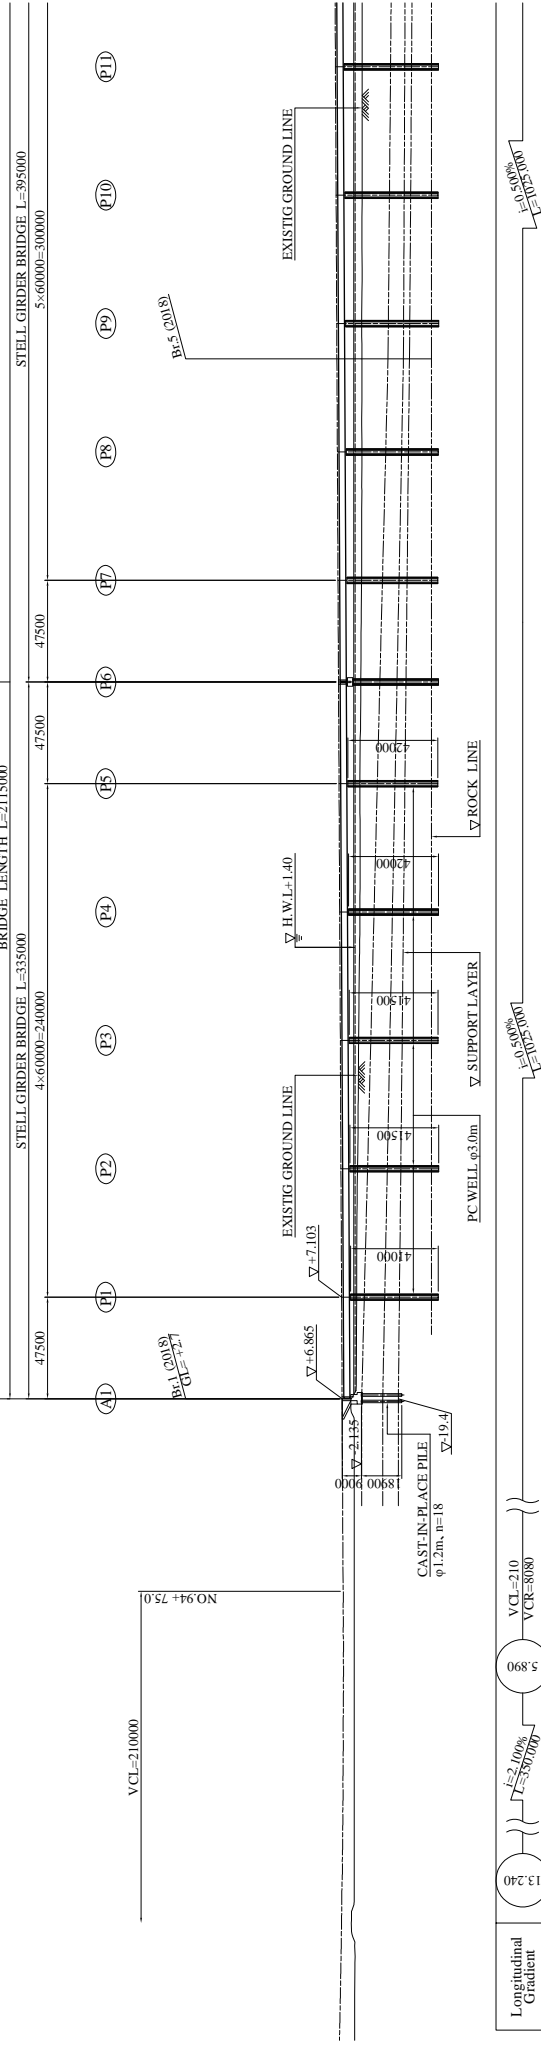 BRIDGE LENGTH L=2115000
STELL GIRDER BRIDGE L=335000
STELL GIRDER BRIDGE L=395000
47500
4×60000=240000
47500
47500
5×60000=300000
A1
P1
P2
P3
P4
P5
P6
P7
P8
P9
P10
P11
VCL=210000
NO.94+ 75.0
Br.1 (2018)
GL= +2.7
Br.5 (2018)
▽+6.865
▽+7.103
EXISTIG GROUND LINE
▽ H.W.L+1.40
EXISTIG GROUND LINE
▽-2.135
9000
18900
41000
41500
41500
42000
42000
CAST-IN-PLACE PILE
φ1.2m, n=18
▽-19.4
PC WELL φ3.0m
▽ SUPPORT LAYER
▽ ROCK LINE
Longitudinal
Gradient
13.240
i=2.100%
L=350.000
5.890
VCL=210
VCR=8080
i=0.500%
L=1025.000
i=0.500%
L=1025.000